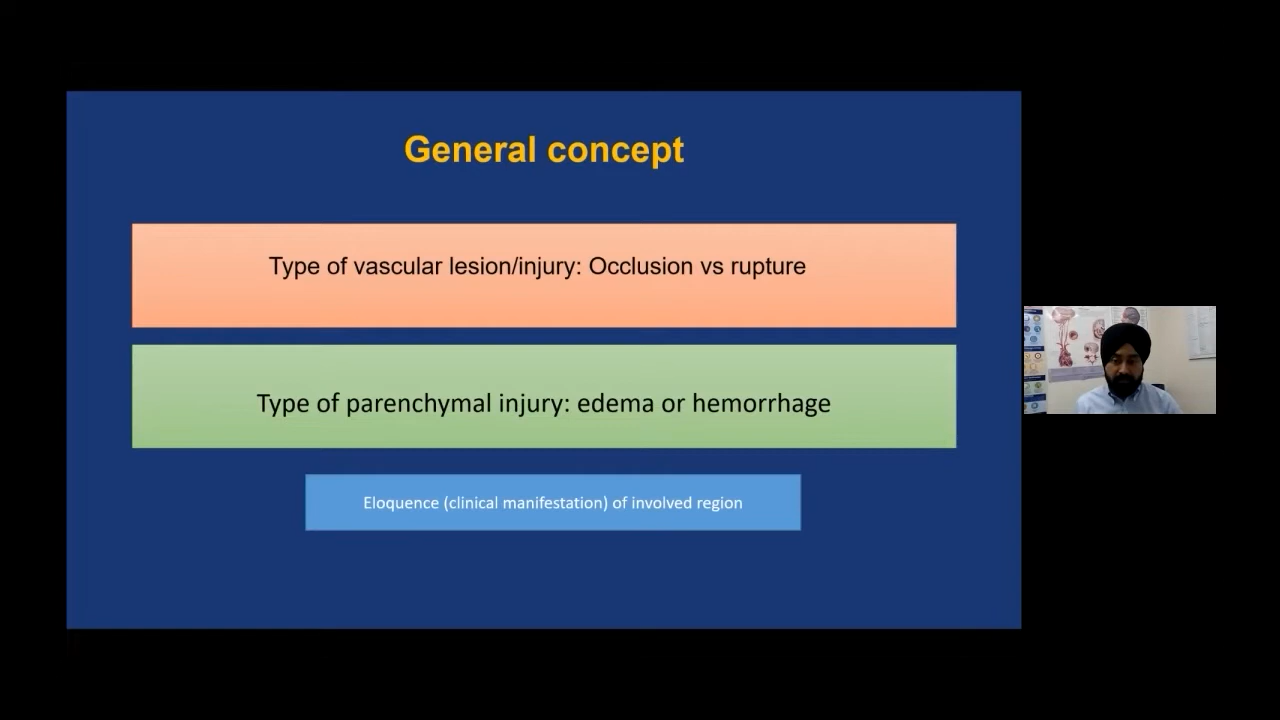 General concept
Type of vascular lesion/injury: Occlusion vs rupture
Type of parenchymal injury: edema or hemorrhage
Eloquence (clinical manifestation) of involved region